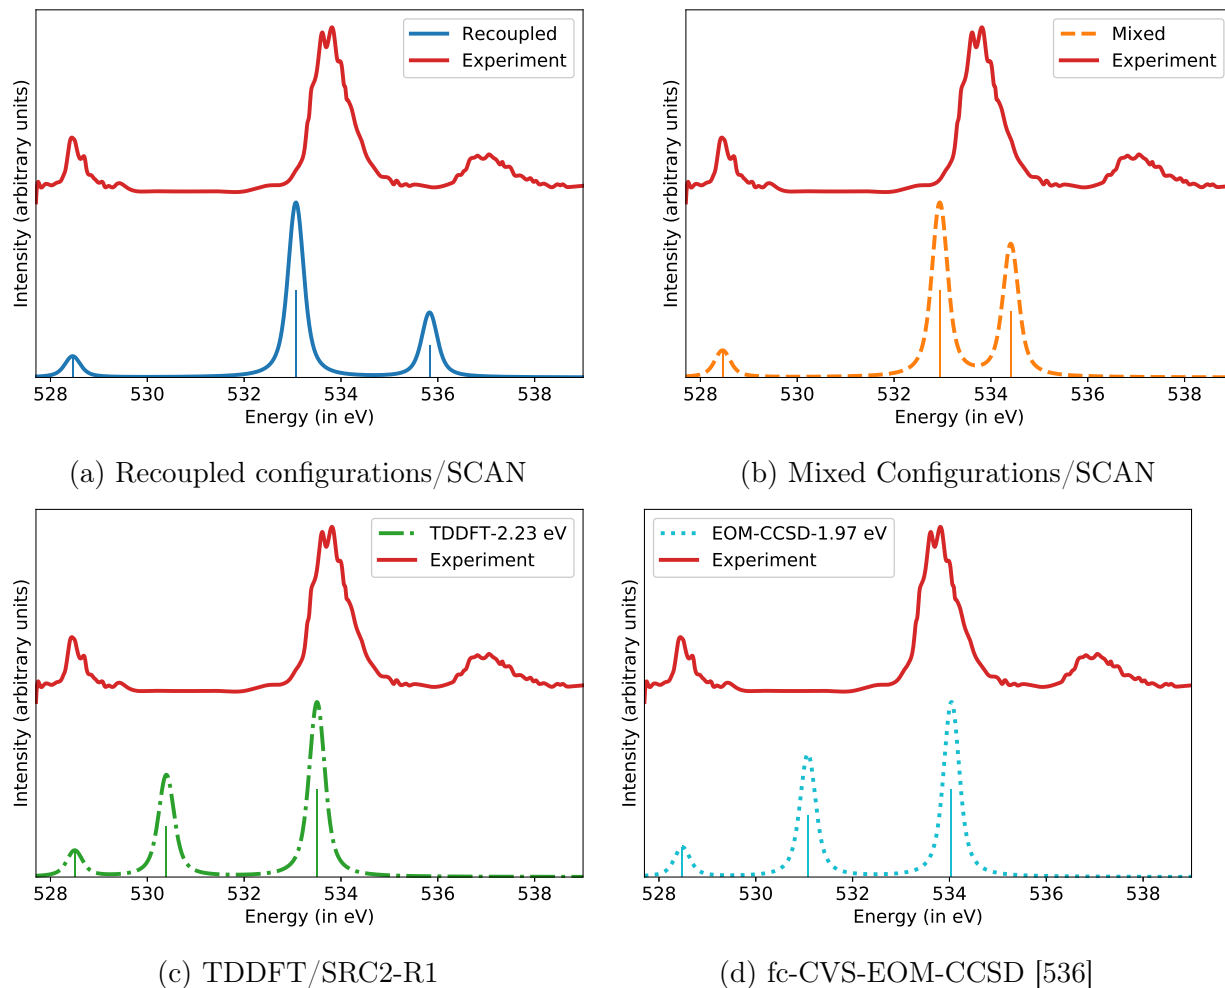 Recoupled
Experiment
Intensity (arbitrary units)
528 530 532 534 536 538
Energy (in eV)
(a) Recoupled configurations/SCAN
Mixed
Experiment
Intensity (arbitrary units)
528 530 532 534 536 538
Energy (in eV)
(b) Mixed Configurations/SCAN
TDDFT-2.23 eV
Experiment
Intensity (arbitrary units)
528 530 532 534 536 538
Energy (in eV)
(c) TDDFT/SRC2-R1
EOM-CCSD-1.97 eV
Experiment
Intensity (arbitrary units)
528 530 532 534 536 538
Energy (in eV)
(d) fc-CVS-EOM-CCSD [536]